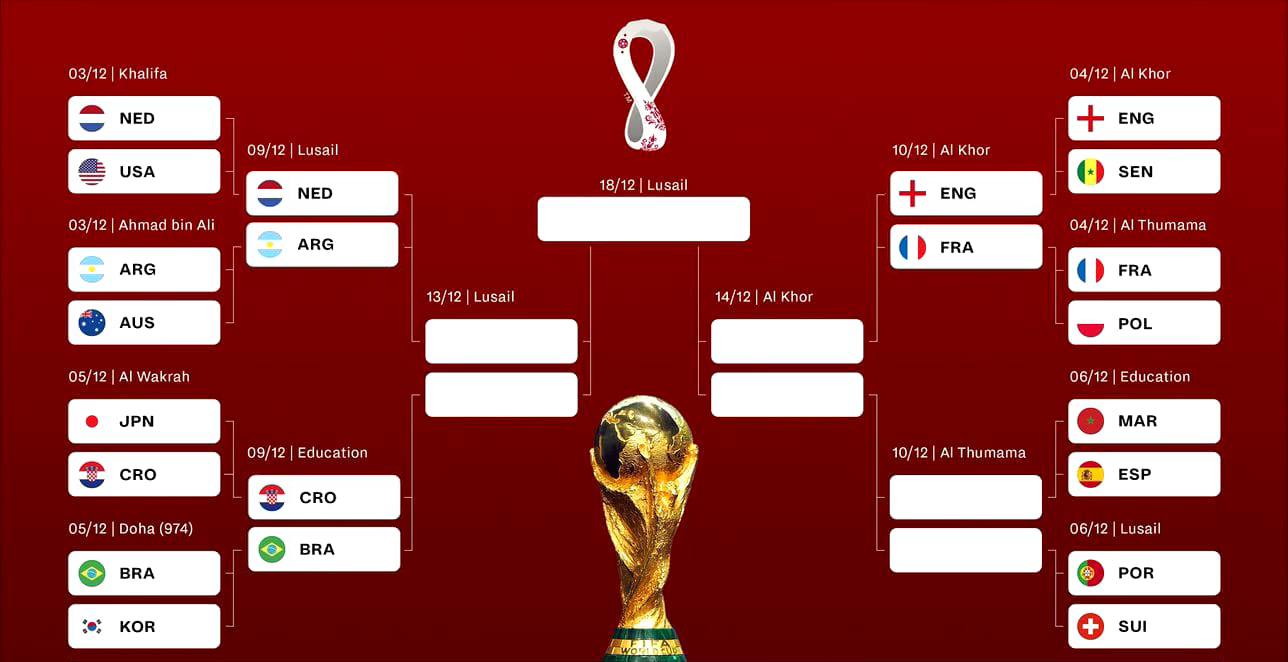 03/12 | Khalifa
NED
USA
03/12 | Ahmad bin Ali
ARG
AUS
05/12 | Al Wakrah
JPN
CRO
05/12 | Doha (974)
BRA
KOR
09/12 | Lusail
NED
ARG
09/12 | Education
CRO
BRA
13/12 | Lusail
TM
18/12 | Lusail
14/12 | Al Khor
10/12 | Al Khor
ENG
FRA
10/12 | Al Thumama
04/12 | Al Khor
ENG
SEN
04/12 | Al Thumama
FRA
POL
06/12 | Education
MAR
ESP
06/12 | Lusail
POR
SUI
FIFA
WORLD CUP